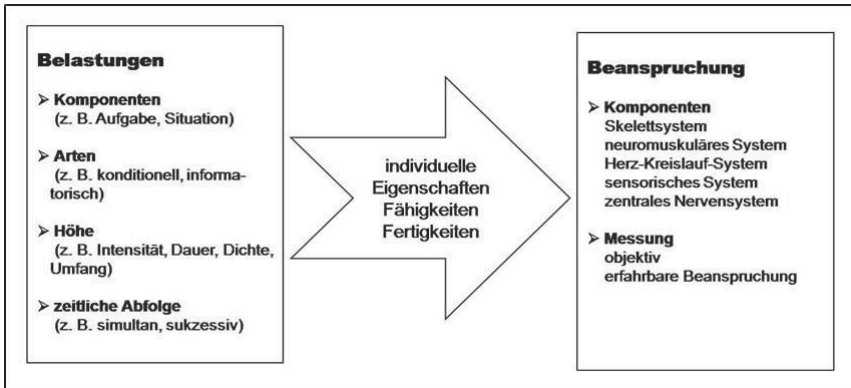 Belastungen
➢ Komponenten
(z. B. Aufgabe, Situation)
➢ Arten
(z. B. konditionell, informa-
torisch)
➢ Höhe
(z. B. Intensität, Dauer, Dichte,
Umfang)
➢ zeitliche Abfolge
(z. B. simultan, sukzessiv)
individuelle
Eigenschaften
Fähigkeiten
Fertigkeiten
Beanspruchung
➢ Komponenten
Skelettsystem
neuromuskuläres System
Herz-Kreislauf-System
sensorisches System
zentrales Nervensystem
➢ Messung
objektiv
erfahrbare Beanspruchung